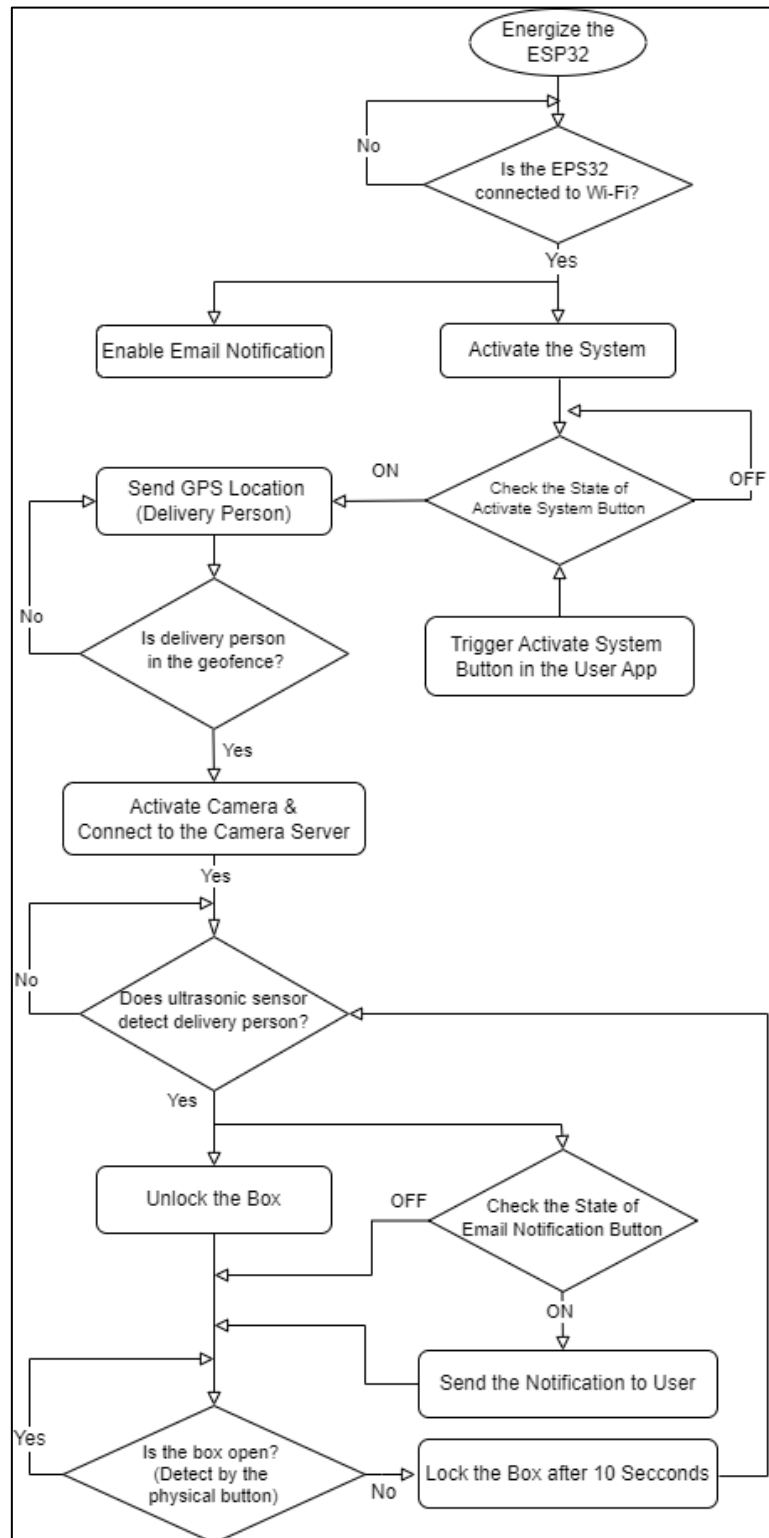 Energize the
ESP32
No
Is the EPS32
connected to Wi-Fi?
Yes
Enable Email Notification
Activate the System
ON
OFF
Send GPS Location
(Delivery Person)
Check the State of
Activate System Button
No
Is delivery person
in the geofence?
Trigger Activate System
Button in the User App
Yes
Activate Camera &
Connect to the Camera Server
Yes
No
Does ultrasonic sensor
detect delivery person?
Yes
Unlock the Box
OFF
Check the State of
Email Notification Button
ON
Send the Notification to User
Yes
Is the box open?
(Detect by the
physical button)
No
Lock the Box after 10 Secconds